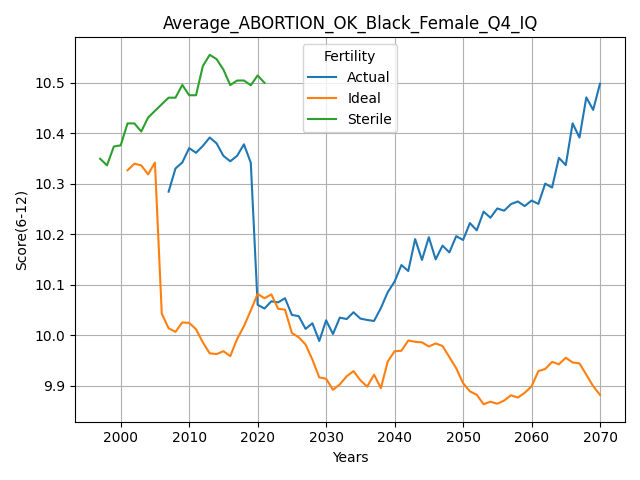 Average_ABORTION_OK_Black_Female_Q4_IQ
Fertility
Actual
Ideal
Sterile
Score(6-12)
10.5
10.4
10.3
10.2
10.1
10.0
9.9
2000 2010 2020 2030 2040 2050 2060 2070
Years